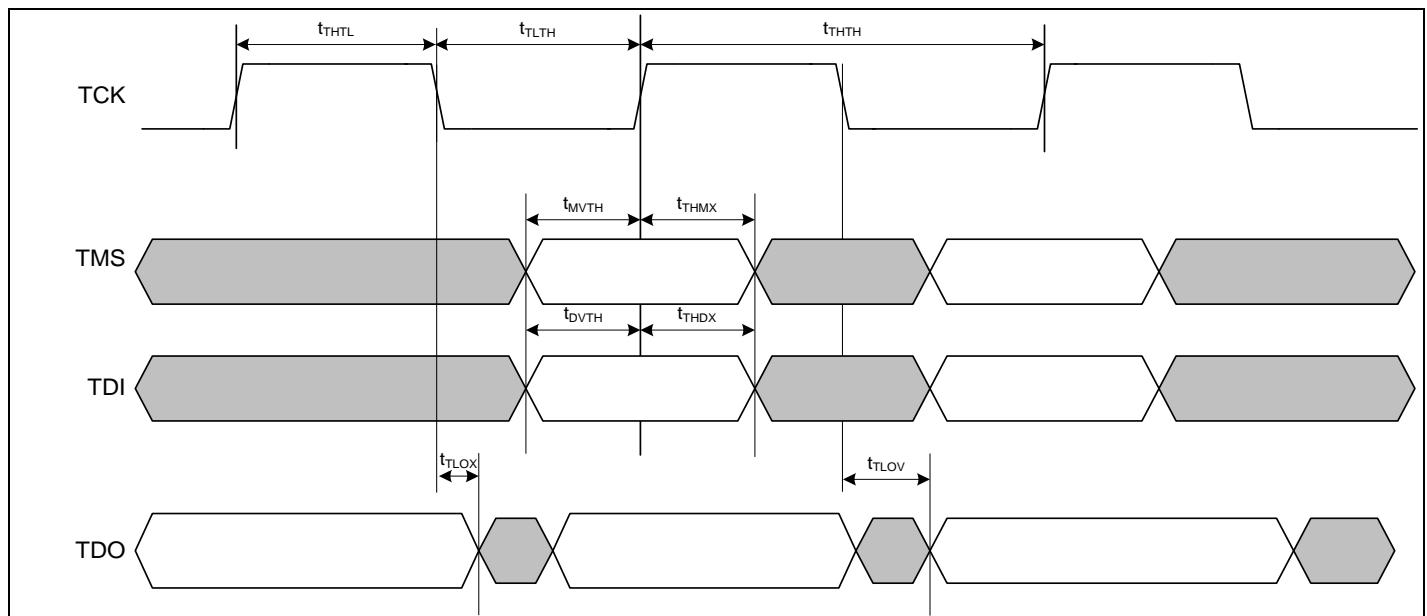 tTHTL tTLTH tTHTH
TCK
tMVTH tTHMX
TMS
tDVTH tTHDX
TDI
tTLOX tTLOV
TDO